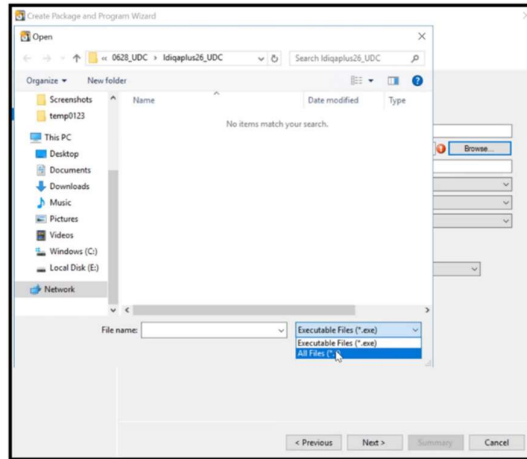 Create Package and Program Wizard
Open
« 0628_UDC > ldiqaplus26_UDC
Search ldiqaplus26_UDC
Organize
New folder
Screenshots
temp0123
This PC
Desktop
Documents
Downloads
Music
Pictures
Videos
Windows (C:)
Local Disk (E:)
Network
Name
Date modified
Type
No items match your search.
Browse...
File name:
Executable Files (*.exe)
Executable Files (*.exe)
All Files (*.
< Previous
Next >
Summary
Cancel